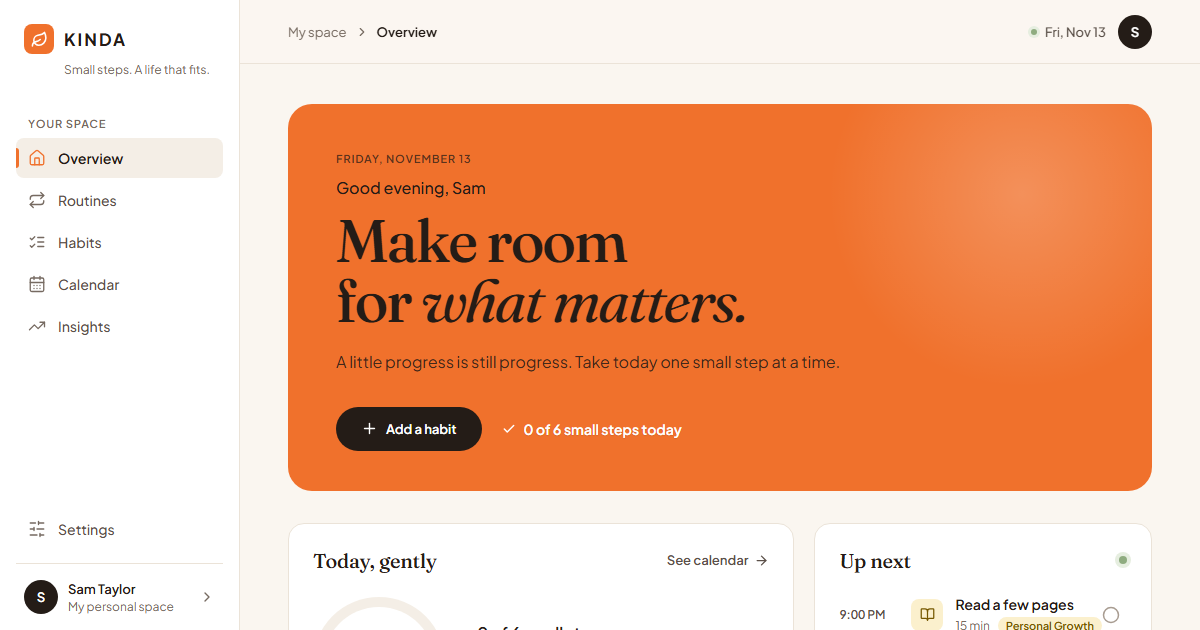 KINDA
Small steps. A life that fits.
YOUR SPACE
Overview
Routines
Habits
Calendar
Insights
Settings
S
Sam Taylor
My personal space
My space
Overview
Fri, Nov 13
S
FRIDAY, NOVEMBER 13
Good evening, Sam
Make room
for what matters.
A little progress is still progress. Take today one small step at a time.
Add a habit
0 of 6 small steps today
Today, gently
See calendar
Up next
9:00 PM
Read a few pages
15 min
Personal Growth